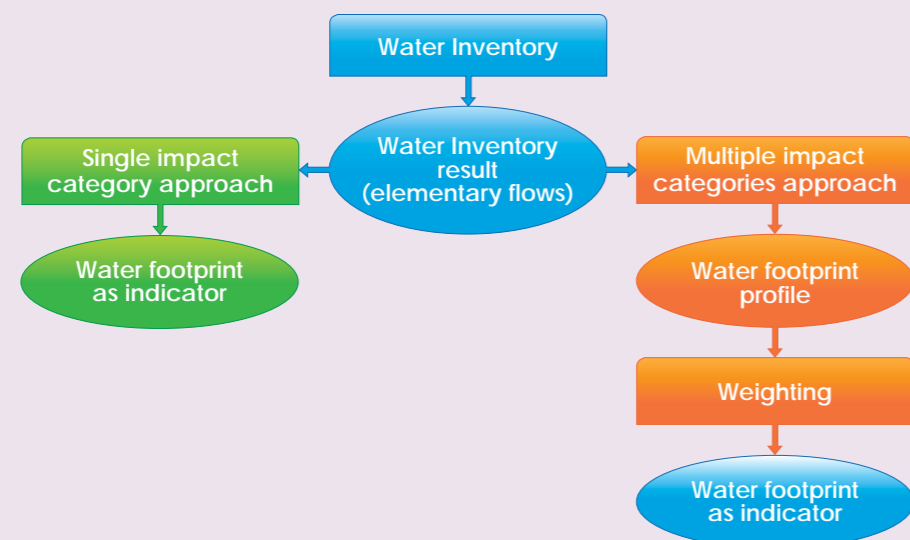 Water Inventory
Water Inventory
result
(elementary flows)
Single impact
category approach
Water footprint
as indicator
Multiple impact
categories approach
Water footprint
profile
Weighting
Water footprint
as indicator